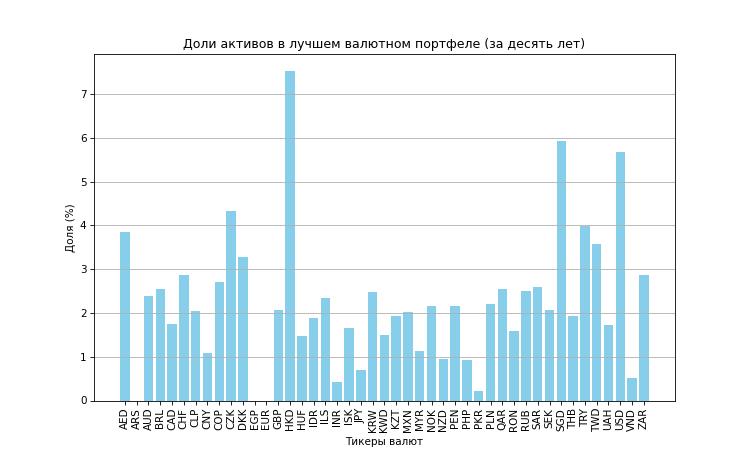 Доли активов в лучшем валютном портфеле (за десять лет)
Доля (%)
7
6
5
4
3
2
1
0
AED ARS AUD BRL CAD CHF CLP CNY COP CZK DKK EGP EUR GBP HKD HUF IDR ILS INR ISK JPY KRW KWD KZT MXN MYR NOK NZD PEN PHP PKR PLN QAR RON RUB SAR SEK SGD THB TRY TWD UAH USD VND ZAR
Тикеры валют